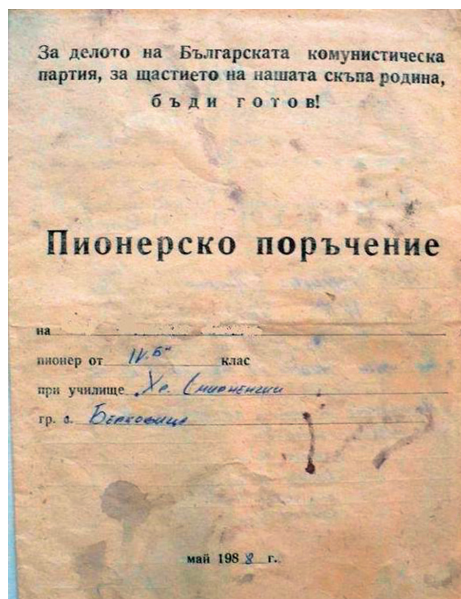 За делото на Българската комунистическа
партия, за щастието на нашата скъпа родина,
бъди готов!
Пионерско поръчение
на
пионер от IV.б клас
при училище Хр. Смирненски
гр. с. Берковица
май 1988 г.